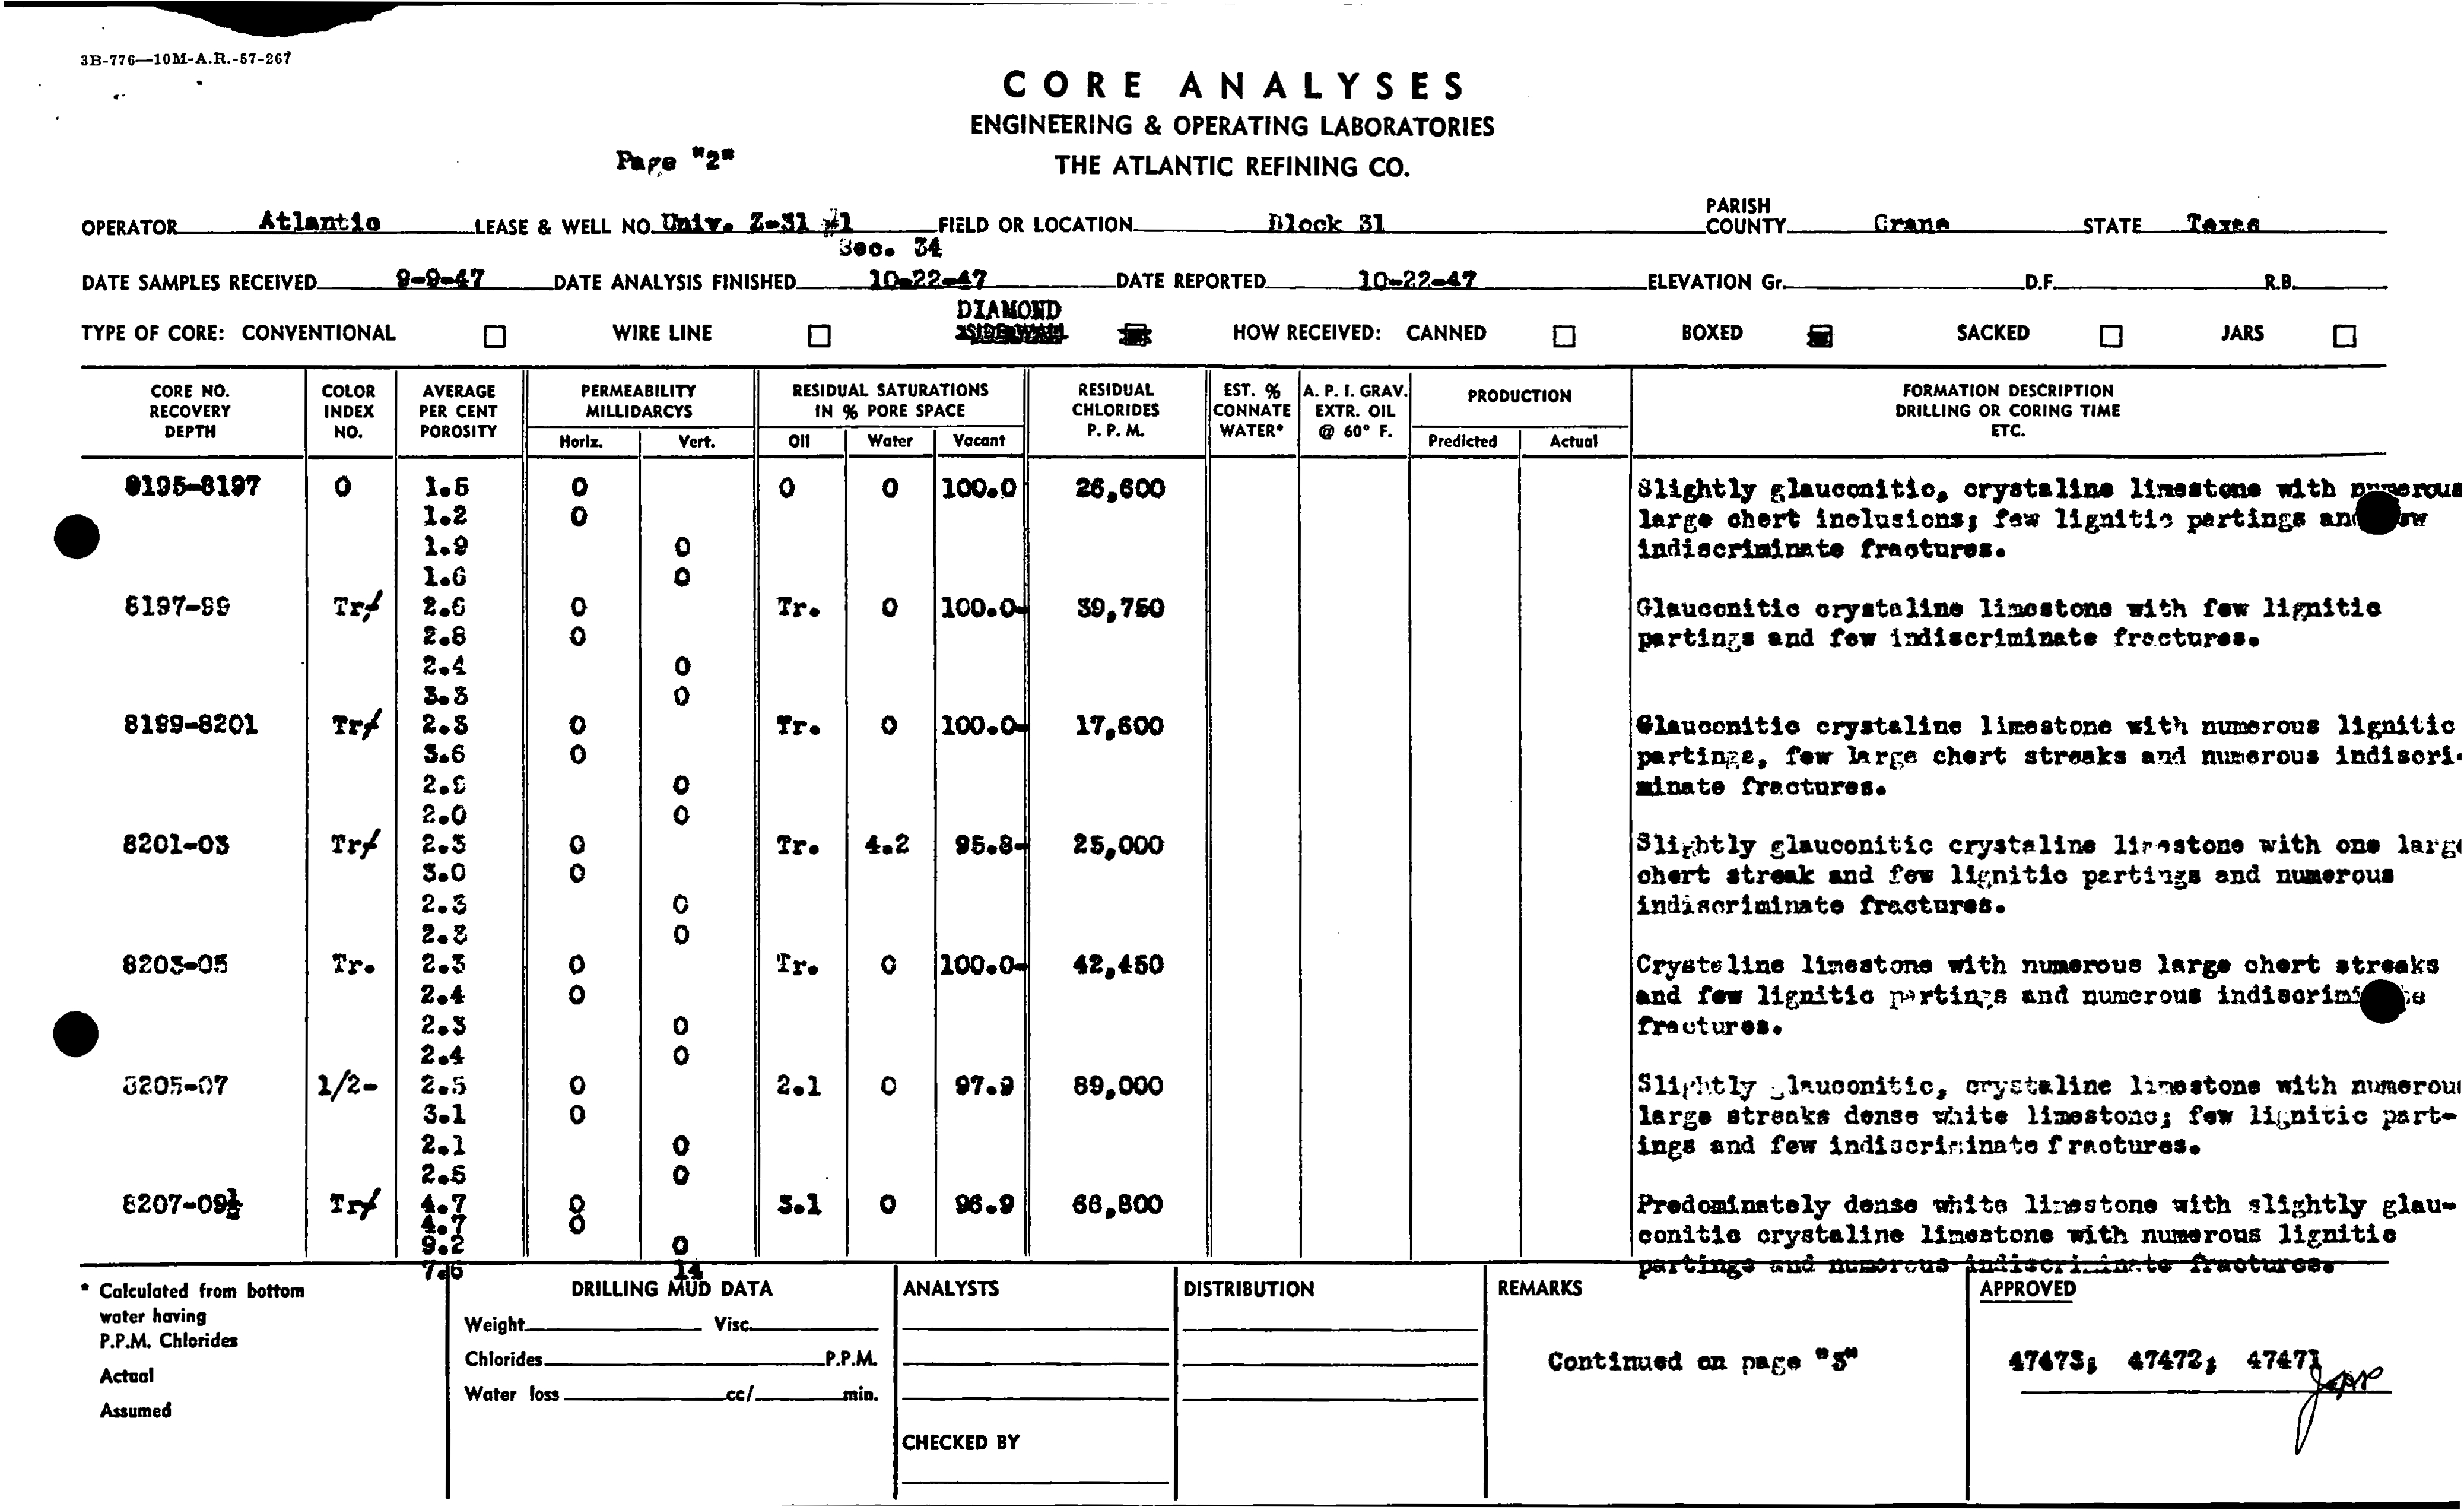 3B-776—10M-A.R.-57-267
CORE ANALYSES
ENGINEERING & OPERATING LABORATORIES
Page "2" THE ATLANTIC REFINING CO.
OPERATOR Atlantic LEASE & WELL NO. Univ. Z-31 #1 FIELD OR LOCATION Block 31 PARISH COUNTY Crane STATE Texas
Sec. 34
DATE SAMPLES RECEIVED 9-9-47 DATE ANALYSIS FINISHED 10-22-47 DATE REPORTED 10-22-47 ELEVATION Gr. D.F. R.B.
DIAMOND
TYPE OF CORE: CONVENTIONAL WIRE LINE HOW RECEIVED: CANNED BOXED SACKED JARS
CORE NO. RECOVERY DEPTH COLOR INDEX NO. AVERAGE PER CENT POROSITY PERMEABILITY MILLIDARCYS RESIDUAL SATURATIONS IN % PORE SPACE RESIDUAL CHLORIDES P. P. M. EST. % CONNATE WATER* A. P. I. GRAV. EXTR. OIL @ 60° F. PRODUCTION FORMATION DESCRIPTION DRILLING OR CORING TIME ETC.
Horiz. Vert. Oil Water Vacant Predicted Actual
8195-8197 0 1.5 0 0 0 100.0 26,600 Slightly glauconitic, crystaline limestone with numerous
1.2 0 large chert inclusions; few lignitic partings and
1.9 0 indiscriminate fractures.
1.6 0
8197-99 Tr/ 2.6 0 Tr. 0 100.0- 39,750 Glauconitic crystaline limestone with few lignitic
2.8 0 partings and few indiscriminate fractures.
2.4 0
3.3 0
8199-8201 Tr/ 2.3 0 Tr. 0 100.0- 17,600 Glauconitic crystaline limestone with numerous lignitic
3.6 0 partings, few large chert streaks and numerous indiscri-
0 minate fractures.
2.0 0
8201-03 Tr/ 2.3 0 Tr. 4.2 95.8- 25,000 Slightly glauconitic crystaline limestone with one large
3.0 0 chert streak and few lignitic partings and numerous
2.3 0 indiscriminate fractures.
2.3 0
8203-05 Tr. 2.3 0 Tr. 0 100.0- 42,450 Crystaline limestone with numerous large chert streaks
2.4 0 and few lignitic partings and numerous indiscriminate
2.3 0 fractures.
2.4 0
8205-07 1/2- 2.5 0 2.1 0 97.9 89,000 Slightly glauconitic, crystaline limestone with numerous
3.1 0 large streaks dense white limestone; few lignitic part-
2.1 0 ings and few indiscriminate fractures.
2.5 0
8207-09½ Tr/ 4.7 0 3.1 0 96.9 66,800 Predominately dense white limestone with slightly glau-
4.7 0 conitic crystaline limestone with numerous lignitic
9.2 0 partings and numerous indiscriminate fractures.
7.6 14
* Calculated from bottom water having P.P.M. Chlorides
Actual
Assumed
DRILLING MUD DATA
Weight Visc.
Chlorides P.P.M.
Water loss cc/ min.
ANALYSTS
CHECKED BY
DISTRIBUTION
REMARKS
Continued on page "3"
APPROVED
47473; 47472; 47471